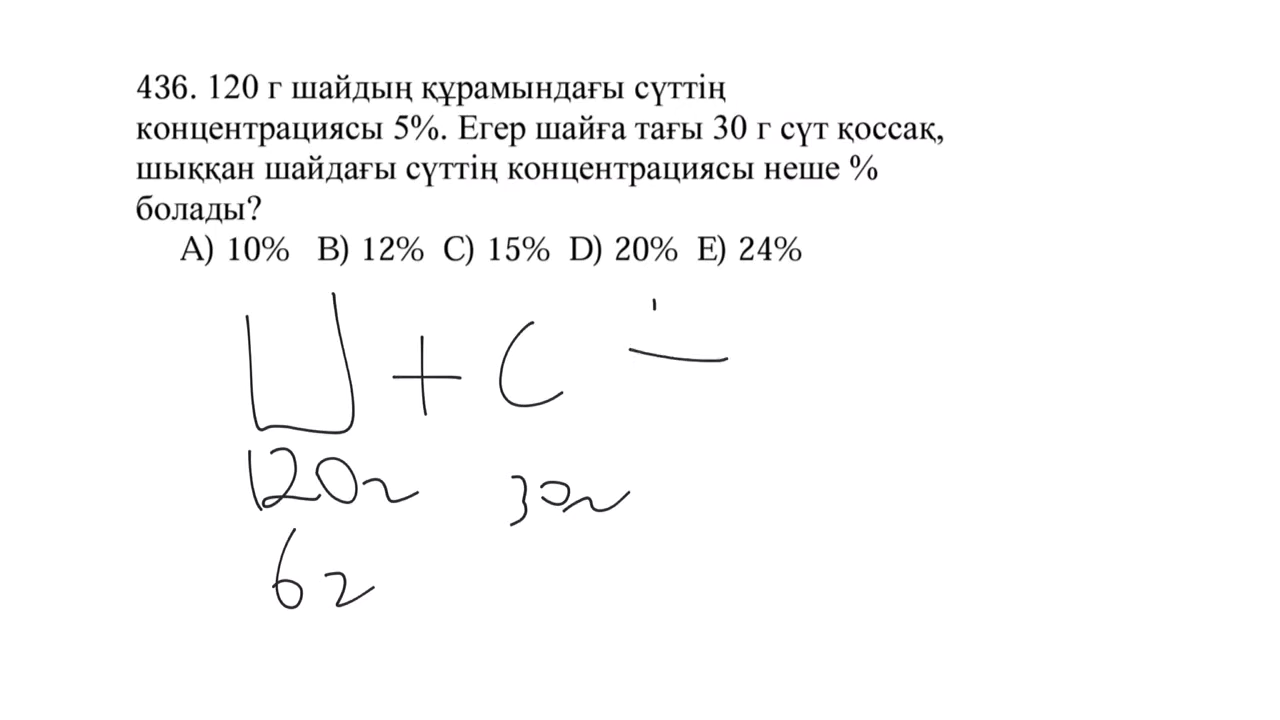 436. 120 г шайдың құрамындағы сүттің
концентрациясы 5%. Егер шайға тағы 30 г сүт қоссақ,
шыққан шайдағы сүттің концентрациясы неше %
болады?
A) 10% B) 12% C) 15% D) 20% E) 24%
+ C
120г 30г
6г